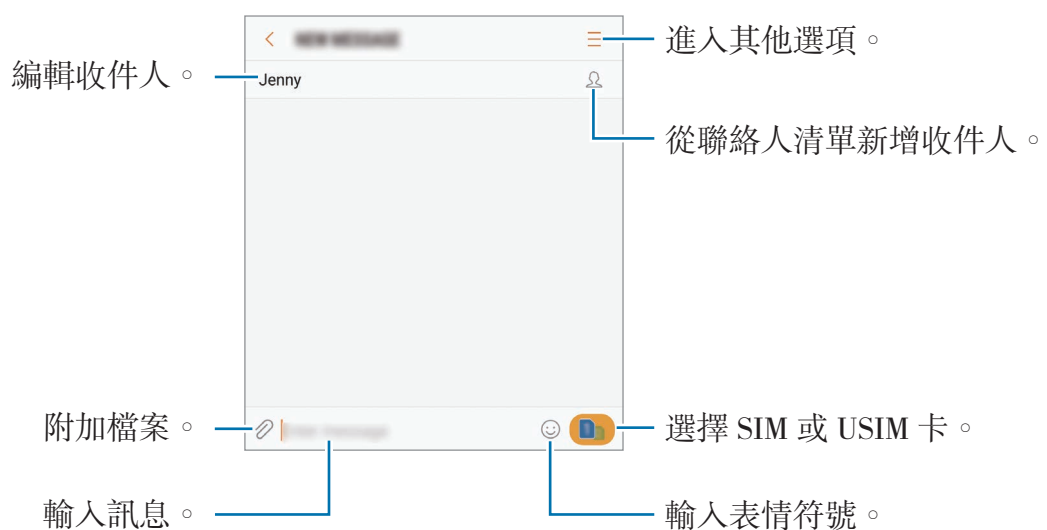 進入其他選項。
編輯收件人。
Jenny
從聯絡人清單新增收件人。
附加檔案。
選擇 SIM 或 USIM 卡。
輸入訊息。
輸入表情符號。